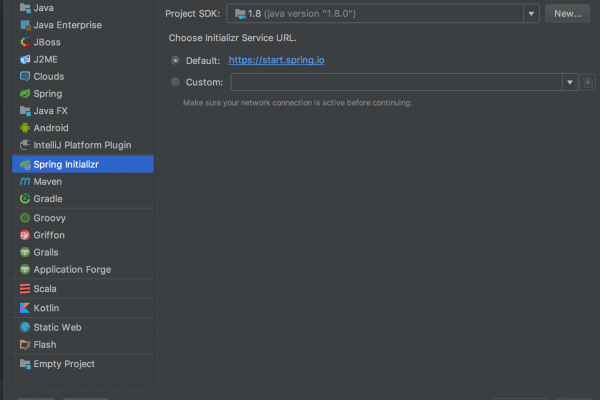 Java
Java Enterprise
JBoss
J2ME
Clouds
Spring
Java FX
Android
IntelliJ Platform Plugin
Spring Initializr
Maven
Gradle
Groovy
Griffon
Grails
Application Forge
Scala
Kotlin
Static Web
Flash
Empty Project
Project SDK: 1.8 (java version "1.8.0") New...
Choose Initializr Service URL.
Default: https://start.spring.io
Custom:
Make sure your network connection is active before continuing.